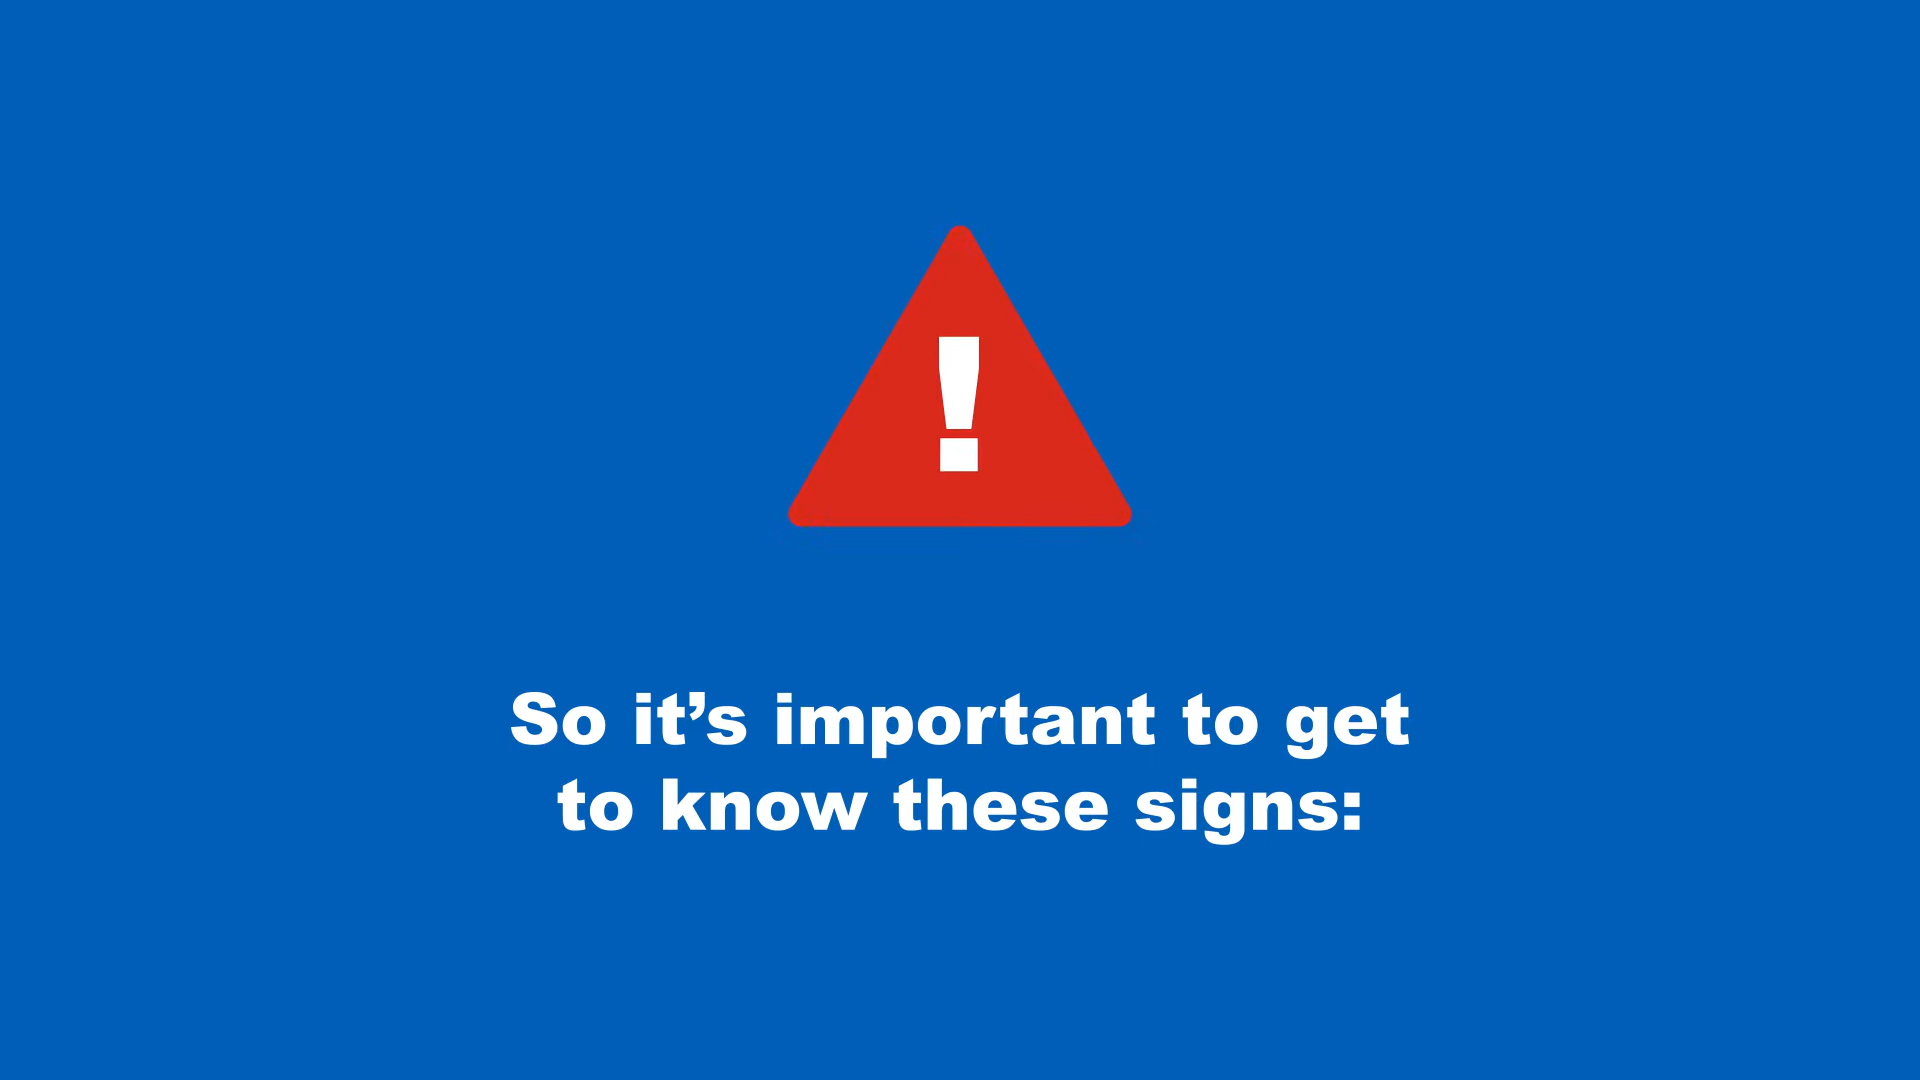 !
So it’s important to get
to know these signs: